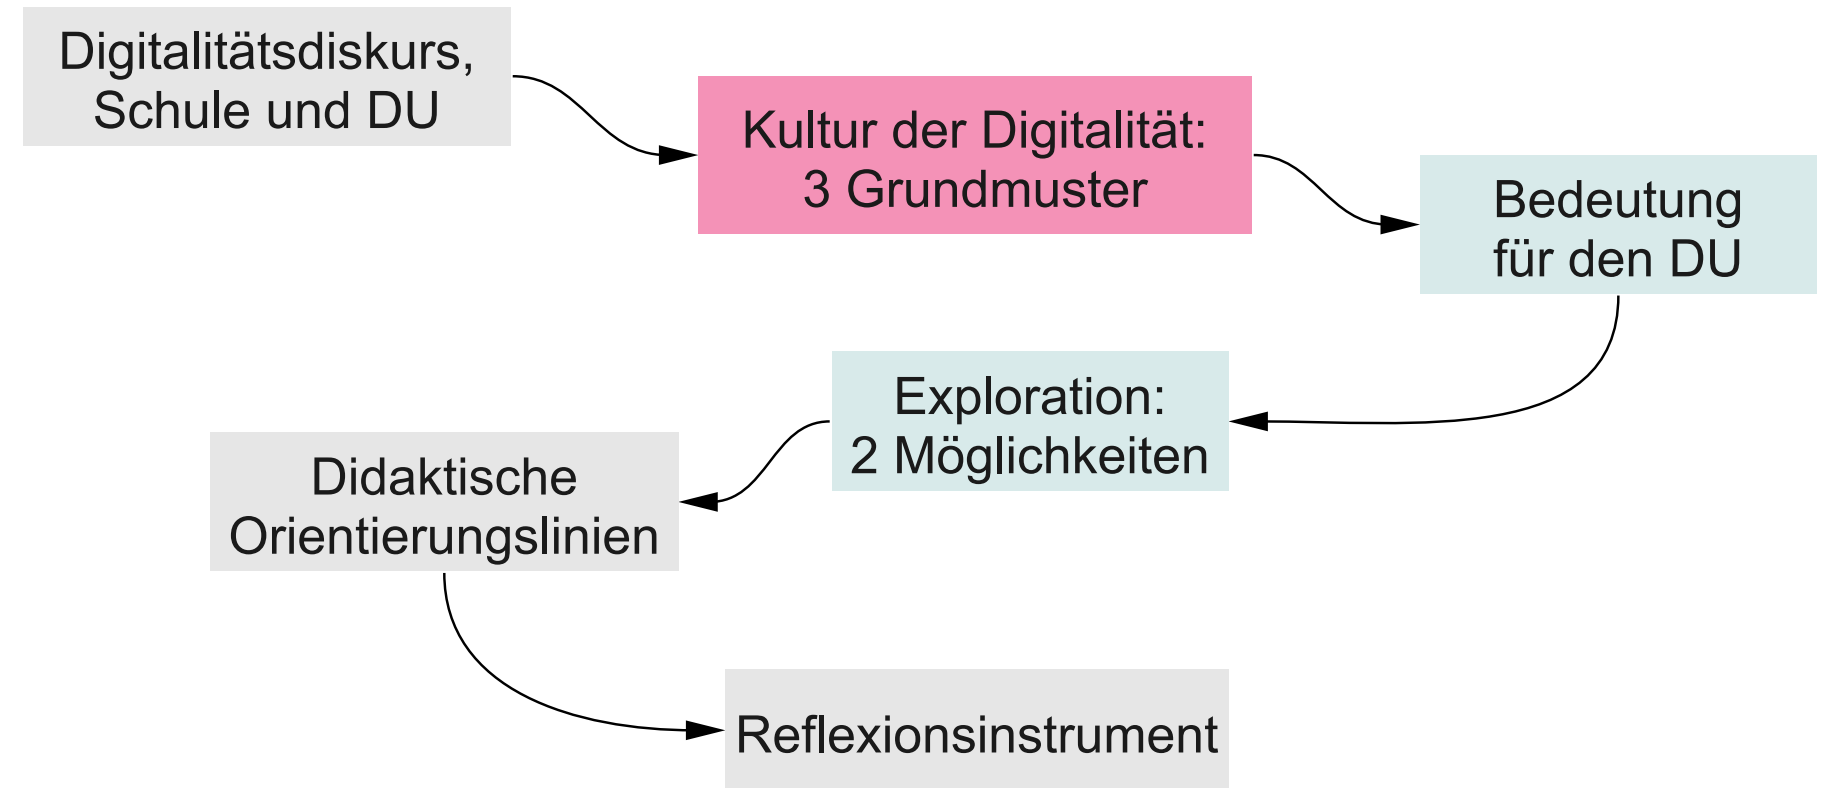 Digitalitätsdiskurs,
Schule und DU
Kultur der Digitalität:
3 Grundmuster
Bedeutung
für den DU
Exploration:
2 Möglichkeiten
Didaktische
Orientierungslinien
Reflexionsinstrument